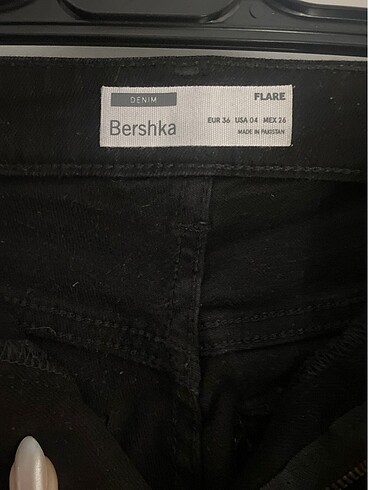 DENIM
FLARE
Bershka
EUR 36 USA 04 MEX 26
MADE IN PAKISTAN